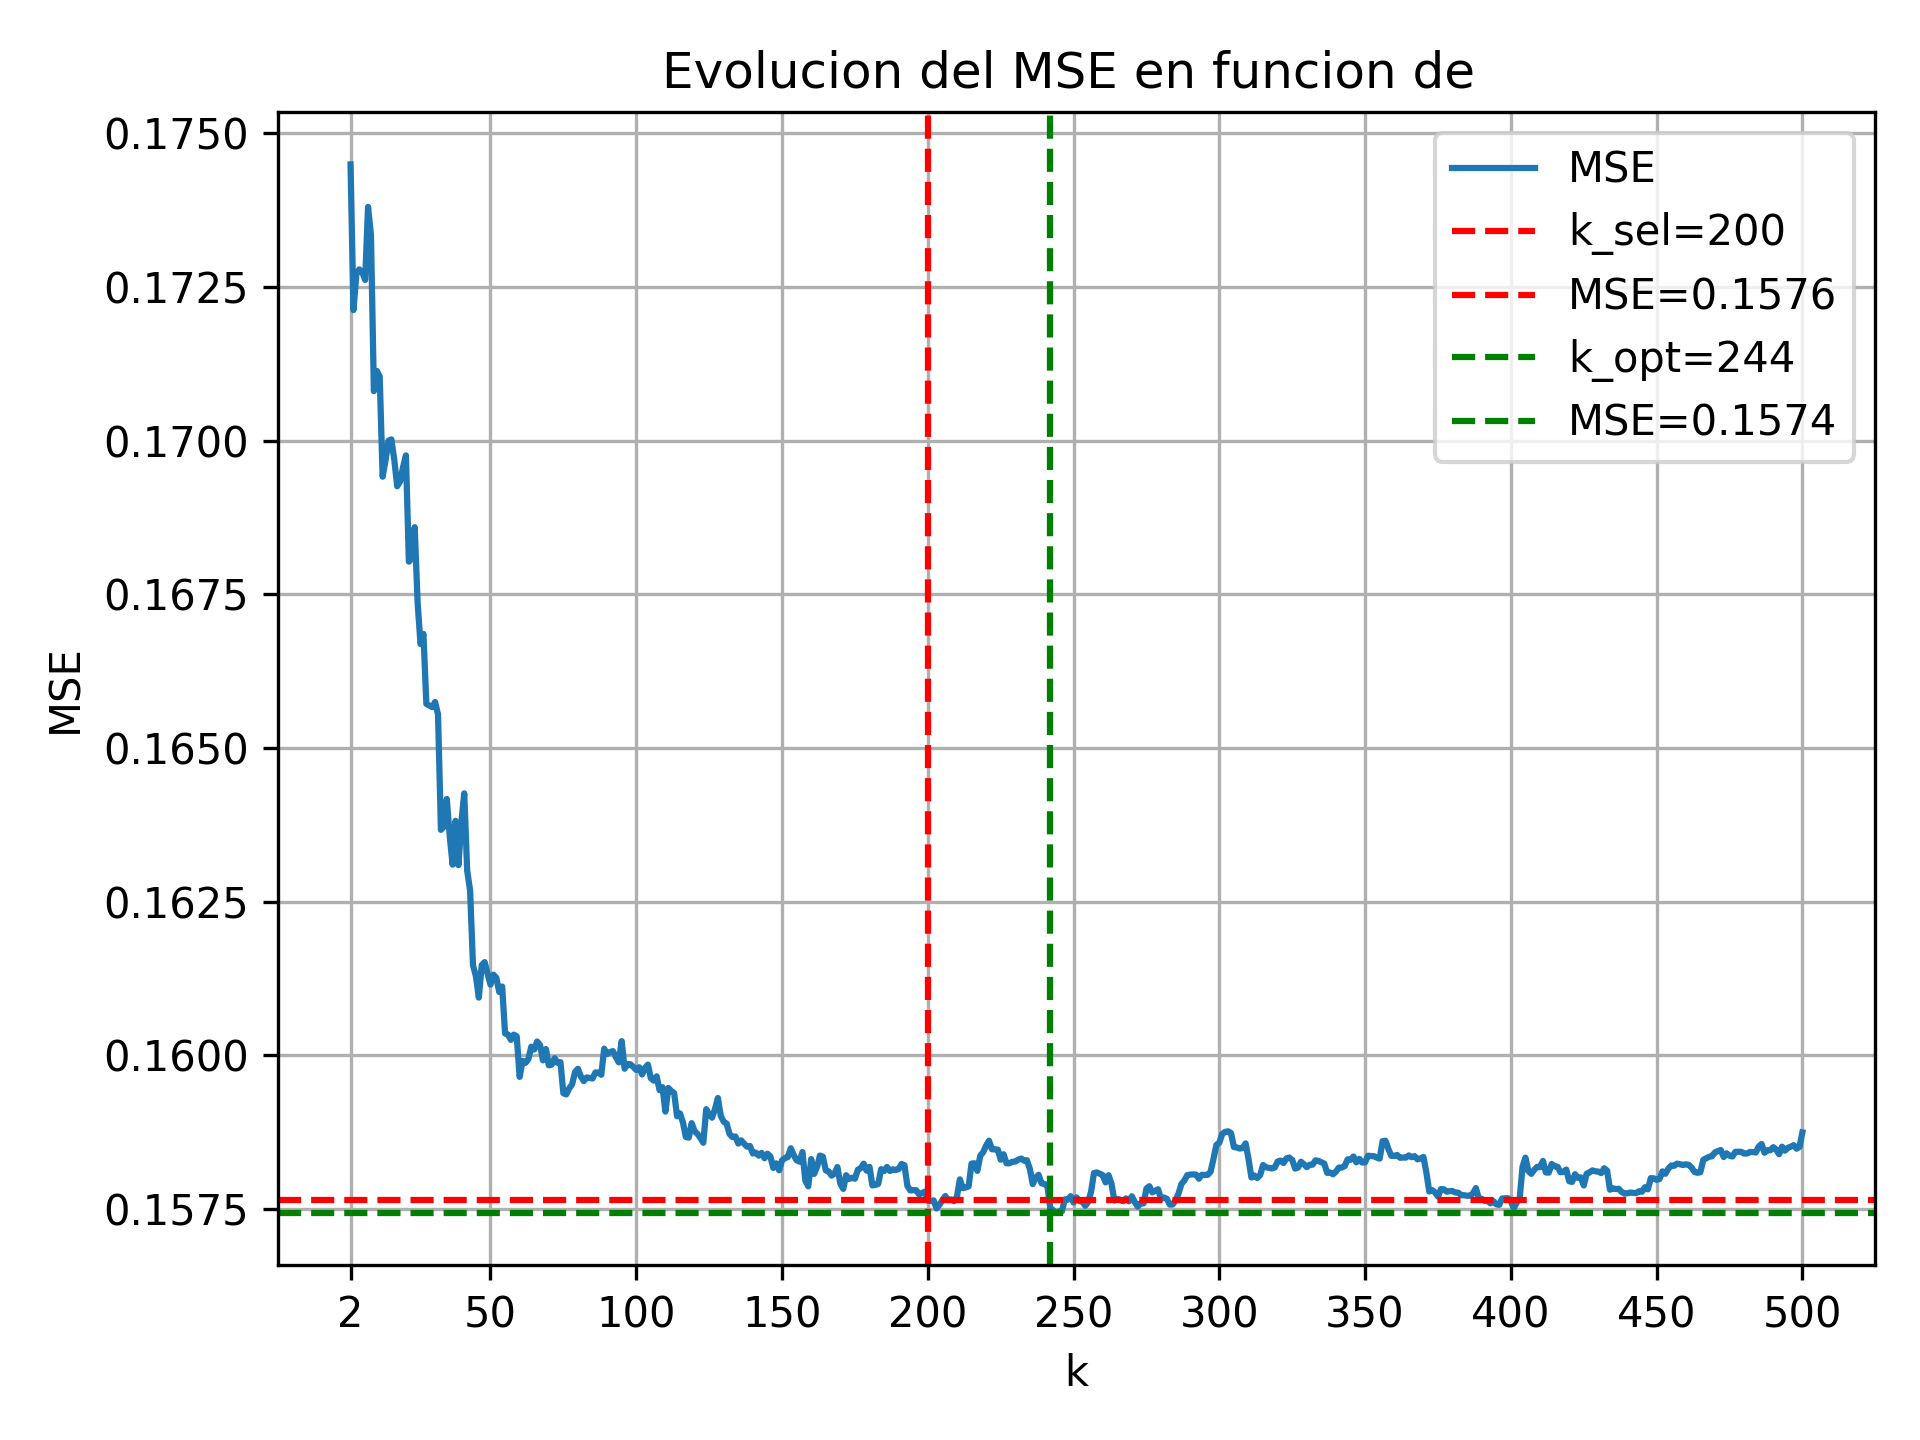 Evolucion del MSE en funcion de
0.1750
0.1725
0.1700
0.1675
0.1650
0.1625
0.1600
0.1575
MSE
MSE
k_sel=200
MSE=0.1576
k_opt=244
MSE=0.1574
2 50 100 150 200 250 300 350 400 450 500
k